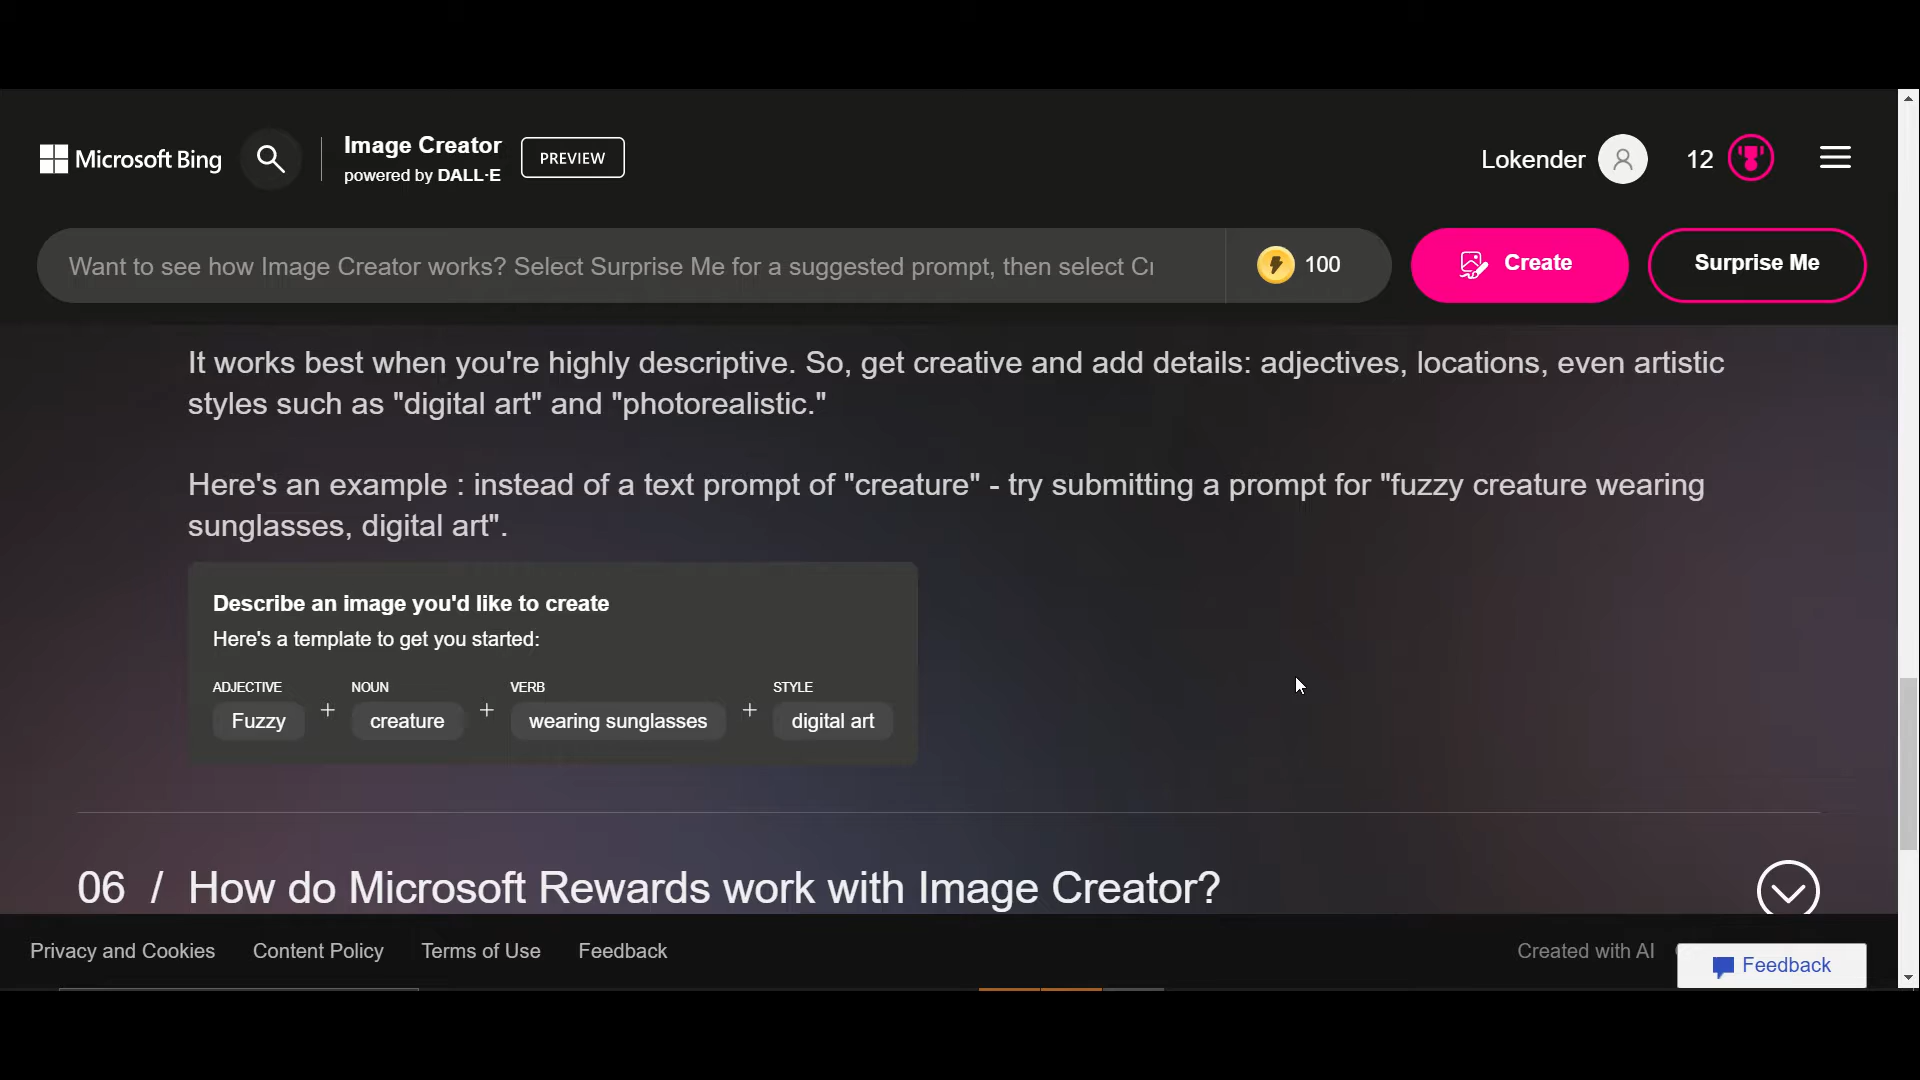 Microsoft Bing
Image Creator
powered by DALL·E
PREVIEW
Lokender
12
Want to see how Image Creator works? Select Surprise Me for a suggested prompt, then select Cr
100
Create
Surprise Me
It works best when you're highly descriptive. So, get creative and add details: adjectives, locations, even artistic
styles such as "digital art" and "photorealistic."
Here's an example : instead of a text prompt of "creature" - try submitting a prompt for "fuzzy creature wearing
sunglasses, digital art".
Describe an image you'd like to create
Here's a template to get you started:
ADJECTIVE + NOUN + VERB + STYLE
Fuzzy creature wearing sunglasses digital art
06 / How do Microsoft Rewards work with Image Creator?
Privacy and Cookies Content Policy Terms of Use Feedback
Created with AI
Feedback